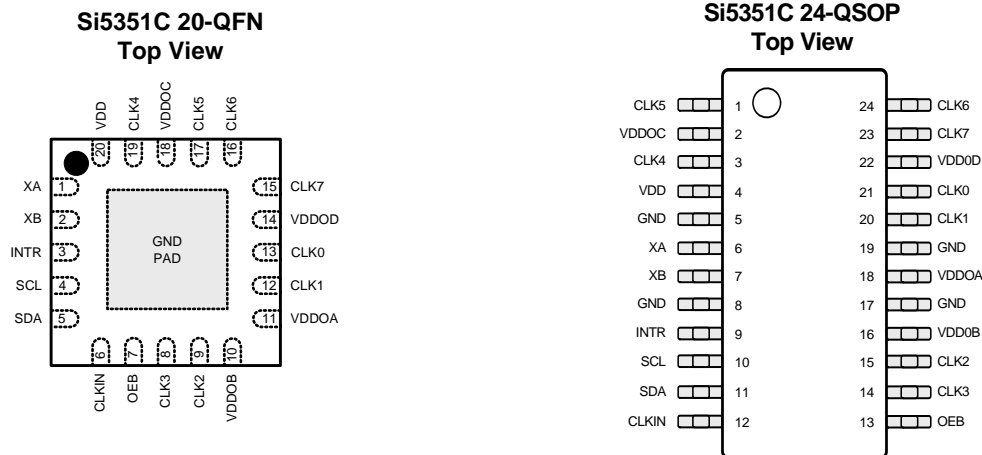 Si5351C 20-QFN
Top View
VDD
CLK4
VDDOC
CLK5
CLK6
20
19
18
17
16
XA 1
XB 2
INTR 3
SCL 4
SDA 5
GND
PAD
15 CLK7
14 VDDOD
13 CLK0
12 CLK1
11 VDDOA
6
7
8
9
10
CLKIN
OEB
CLK3
CLK2
VDDOB
Si5351C 24-QSOP
Top View
CLK5 1 24 CLK6
VDDOC 2 23 CLK7
CLK4 3 22 VDD0D
VDD 4 21 CLK0
GND 5 20 CLK1
XA 6 19 GND
XB 7 18 VDDOA
GND 8 17 GND
INTR 9 16 VDD0B
SCL 10 15 CLK2
SDA 11 14 CLK3
CLKIN 12 13 OEB